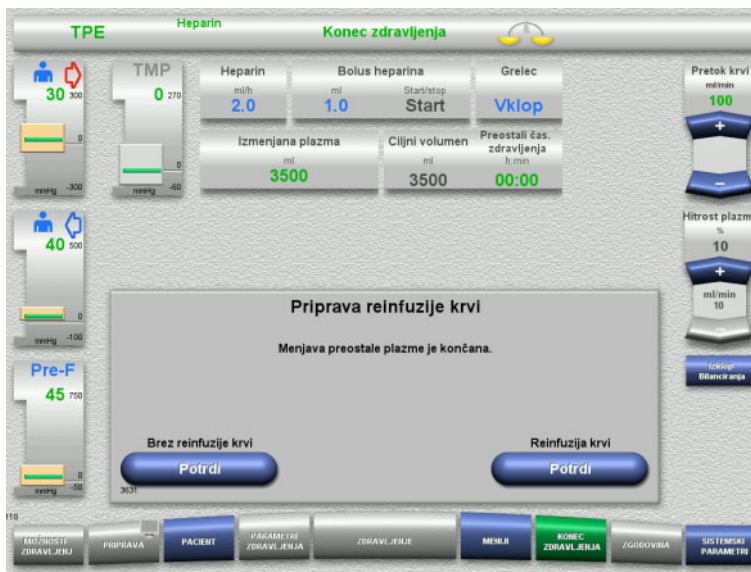 TPE
Heparin
Konec zdravljenja
30 300
0
mmHg -300
TMP
0 270
0
mmHg -60
Heparin
ml/h
2.0
Bolus heparina
ml Start/stop
1.0 Start
Grelec
Vklop
Izmenjana plazma
ml
3500
Ciljni volumen
ml
3500
Preostali čas.
zdravljenja
h:min
00:00
Pretok krvi
ml/min
100
+
–
40 500
0
mmHg -100
Hitrost plazm
%
10
+
ml/min
10
–
Izklop
Bilanciranja
Pre-F
45 750
0
mmHg -50
Priprava reinfuzije krvi
Menjava preostale plazme je končana.
Brez reinfuzije krvi
Potrdi
Reinfuzija krvi
Potrdi
3631
MOŽNOSTI
ZDRAVLJENJ
PRIPRAVA
PACIENT
PARAMETRI
ZDRAVLJENJA
ZDRAVLJENJE
MENIJI
KONEC
ZDRAVLJENJA
ZGODOVINA
SISTEMSKI
PARAMETRI